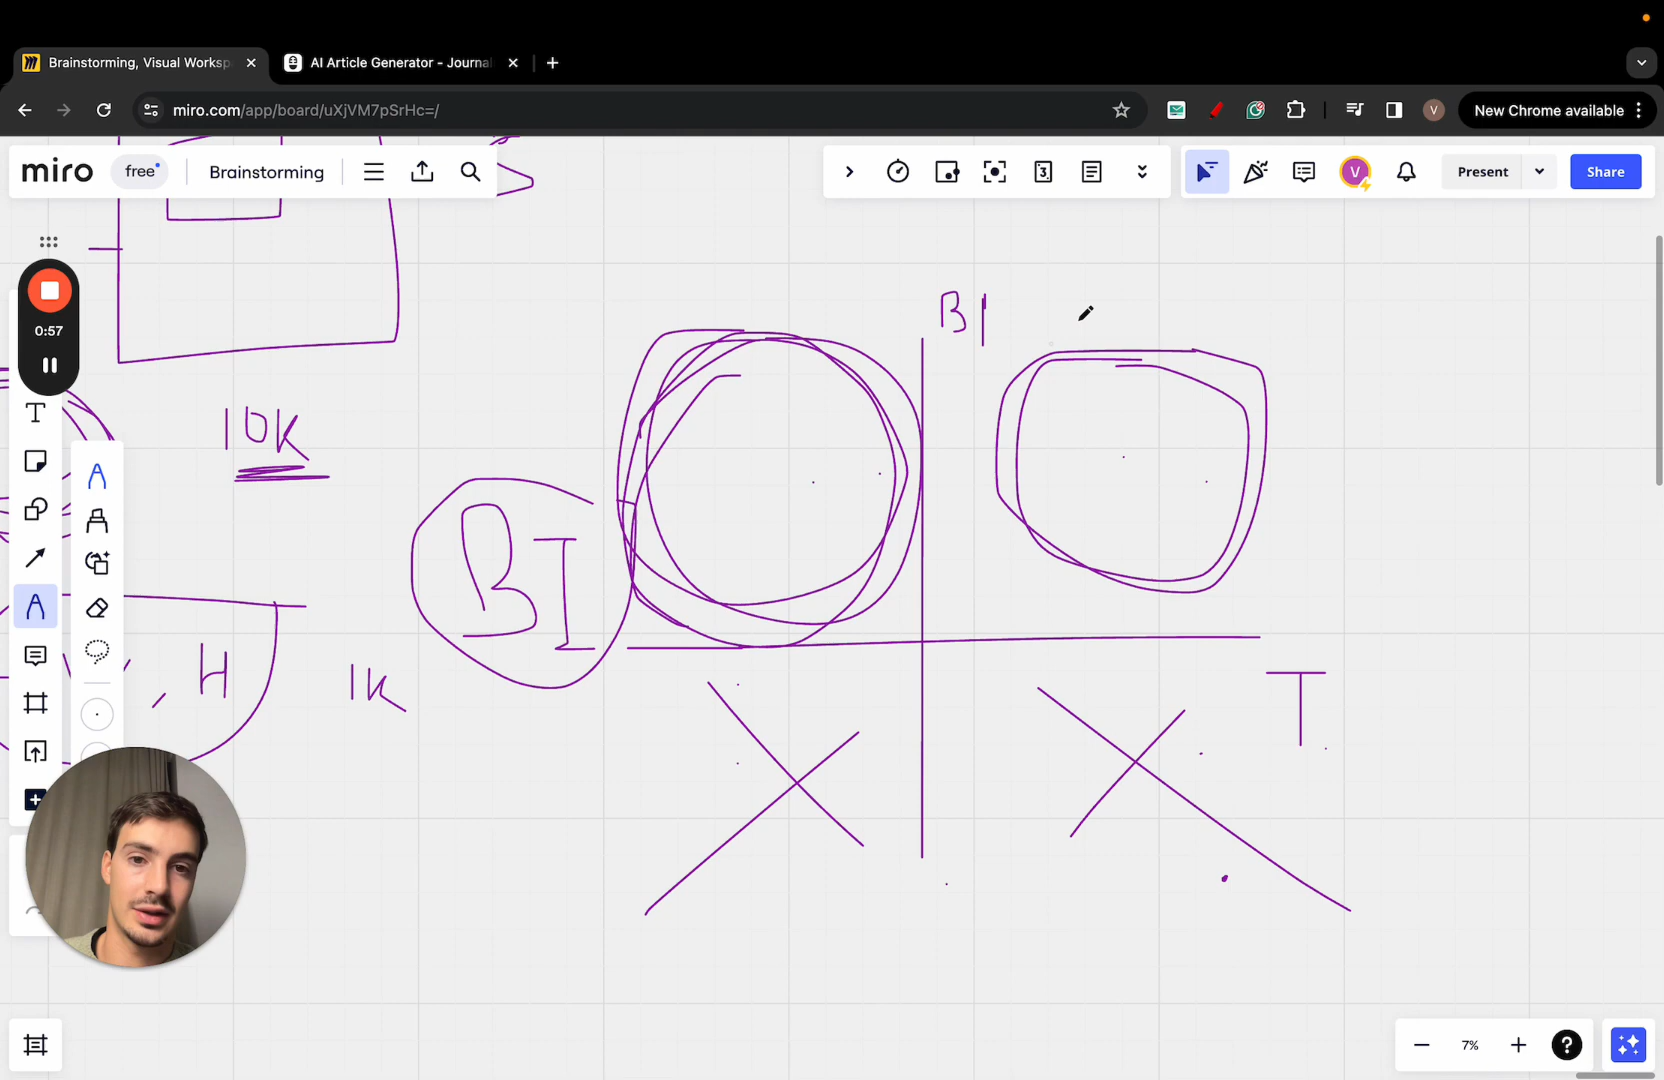 Brainstorming, Visual Worksp
AI Article Generator - Journal
miro.com/app/board/uXjVM7pSrHc=/
V
New Chrome available
miro
free
Brainstorming
3
V
Present
Share
0:57
T
10K
BI
BI
H
1K
T
7%
?